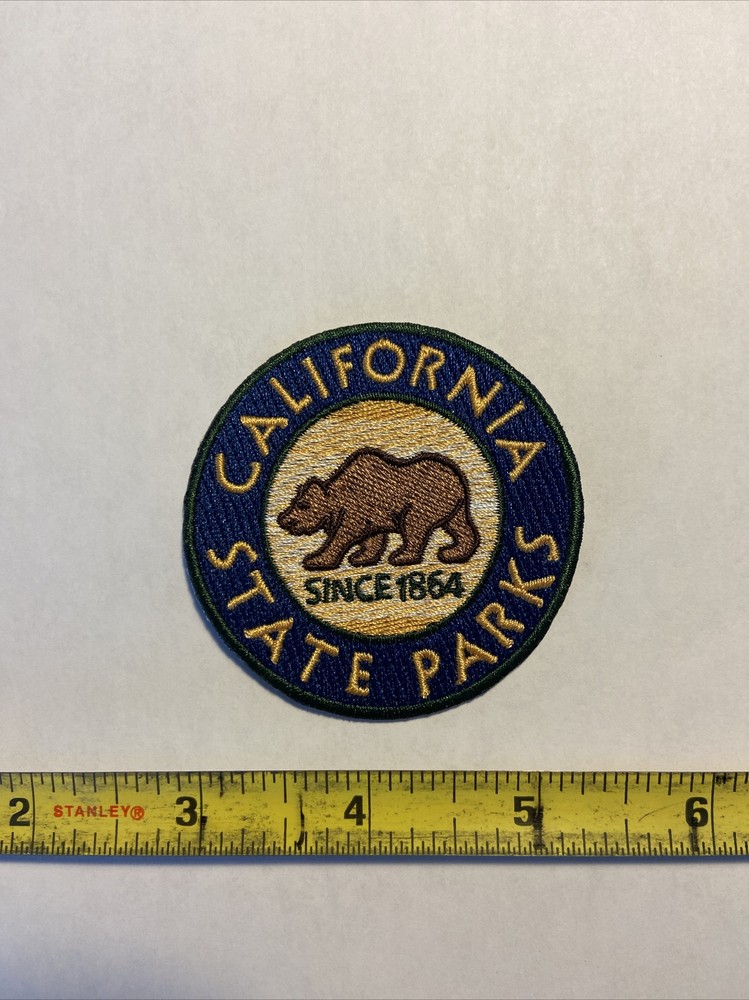 CALIFORNIA
SINCE 1864
STATE PARKS
2 STANLEY® 3 4 5 6